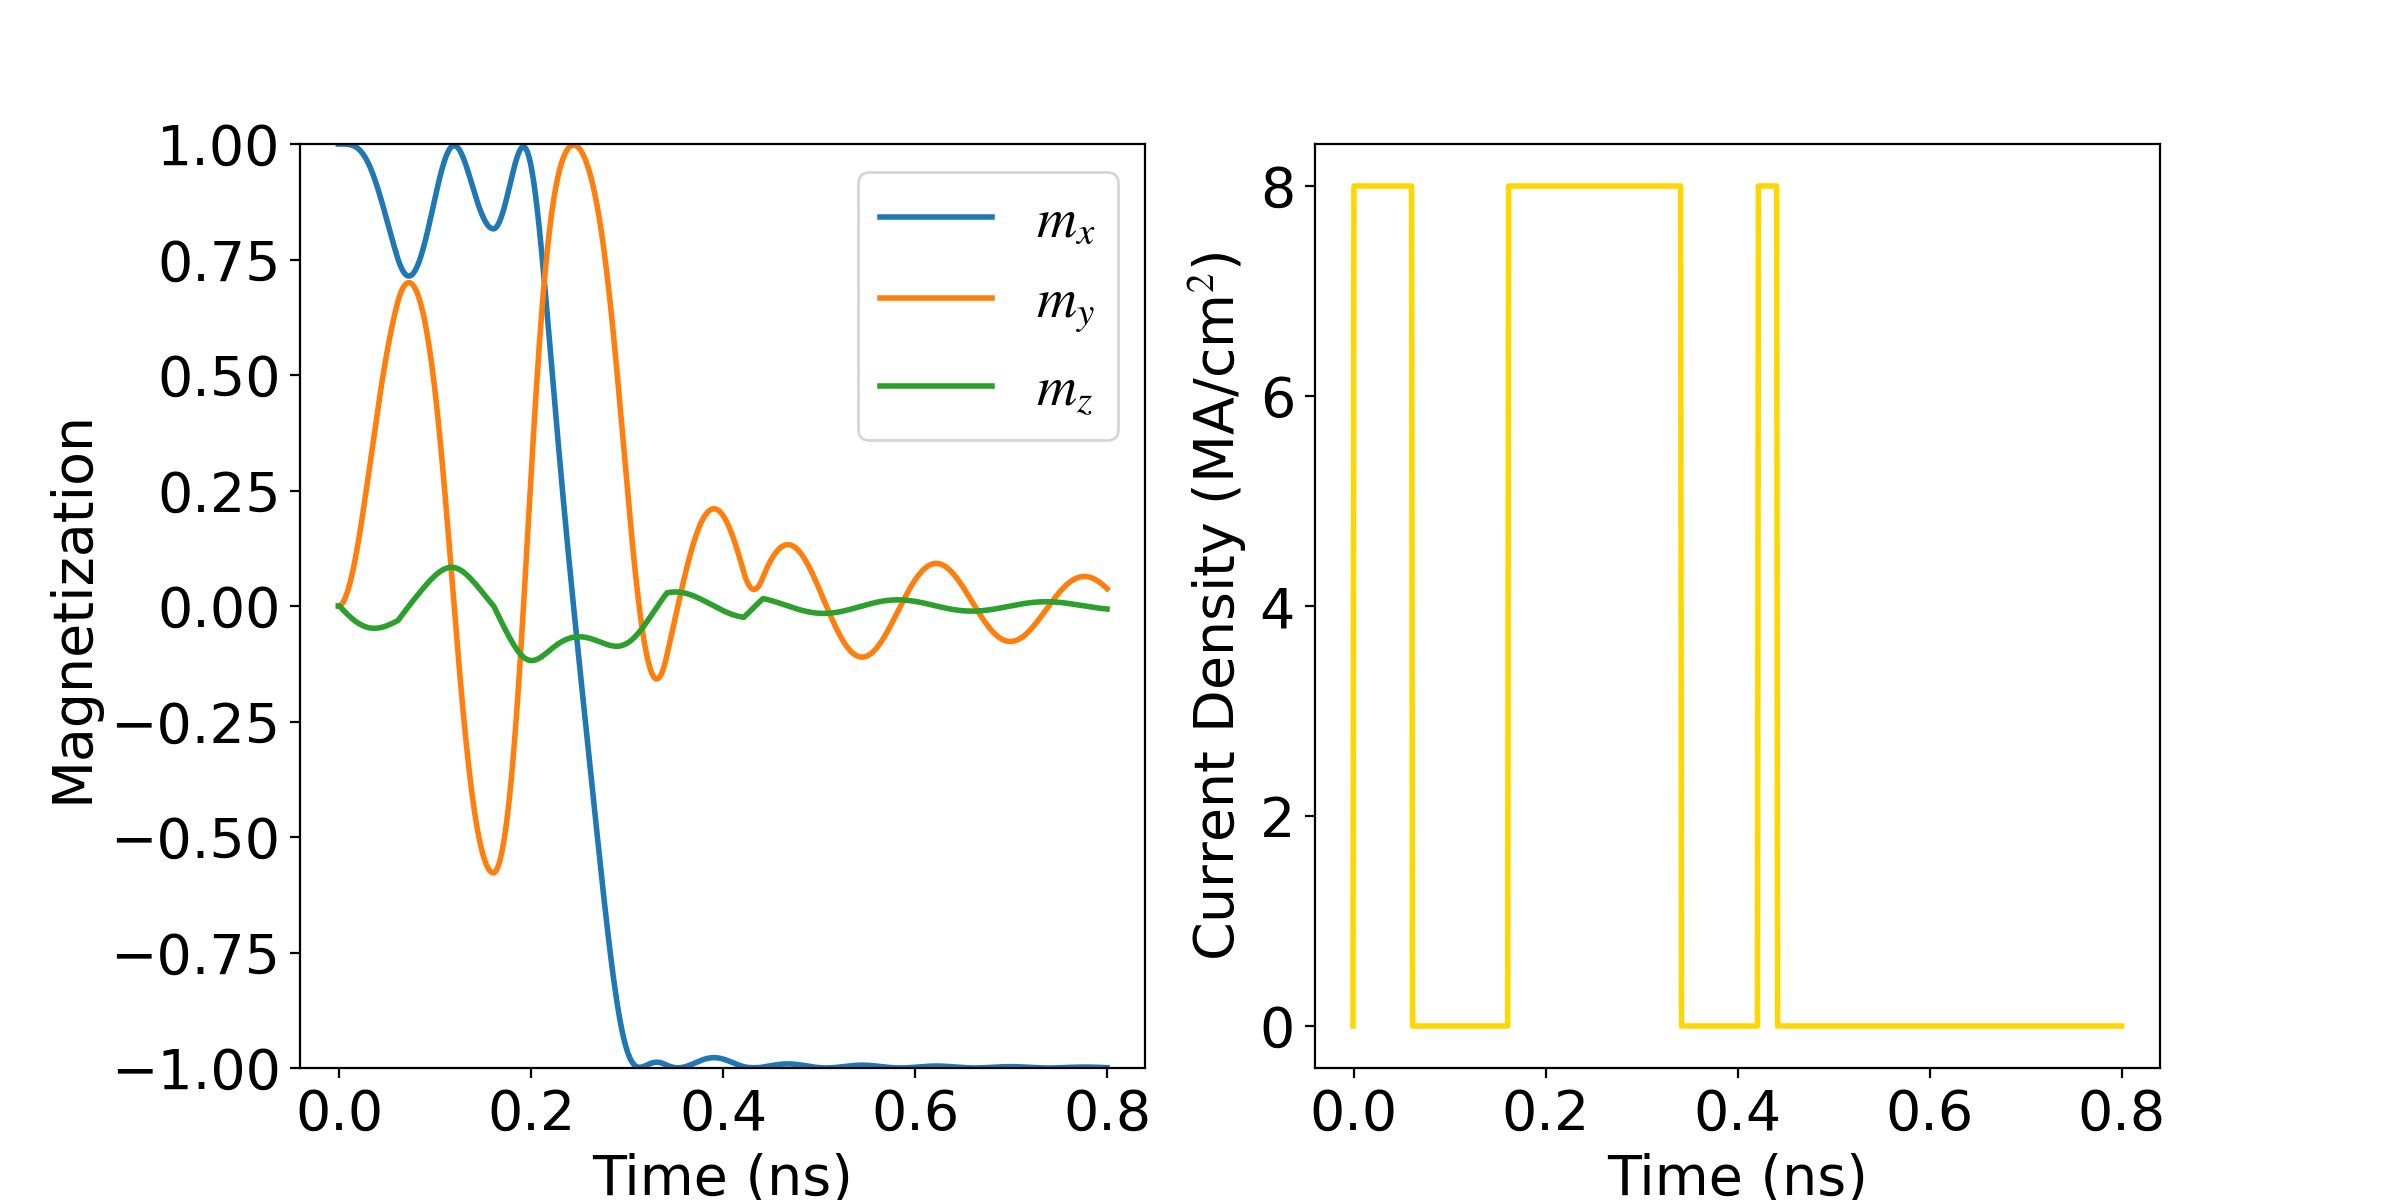 Magnetization
1.00
0.75
0.50
0.25
0.00
−0.25
−0.50
−0.75
−1.00
0.0 0.2 0.4 0.6 0.8
Time (ns)
m_x
m_y
m_z
Current Density (MA/cm²)
8
6
4
2
0
0.0 0.2 0.4 0.6 0.8
Time (ns)